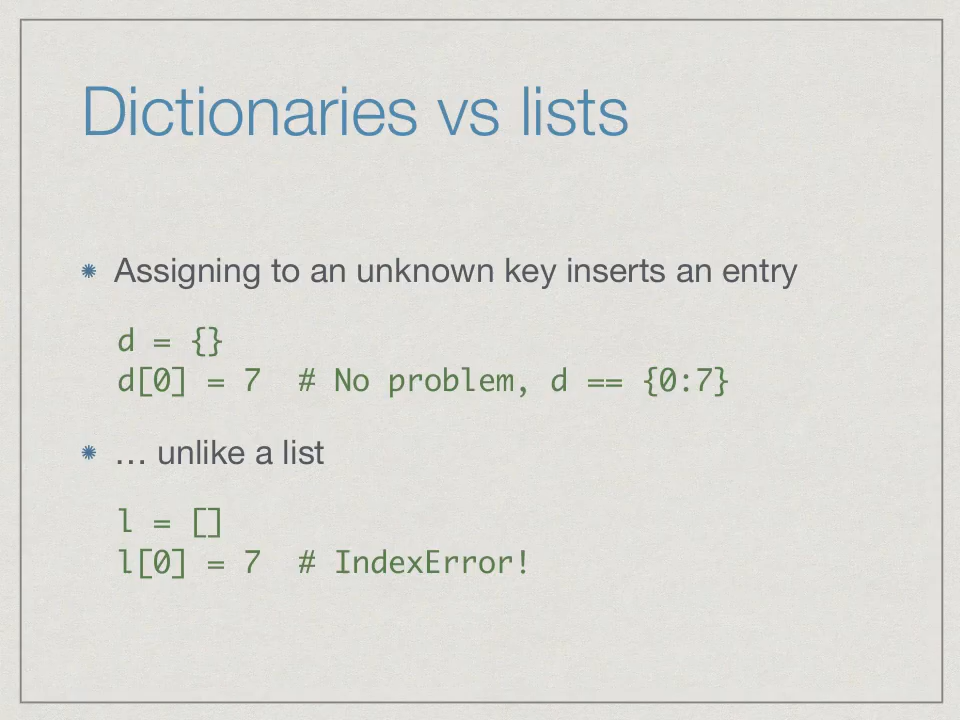 Dictionaries vs lists
Assigning to an unknown key inserts an entry
d = {}
d[0] = 7  # No problem, d == {0:7}
… unlike a list
l = []
l[0] = 7  # IndexError!